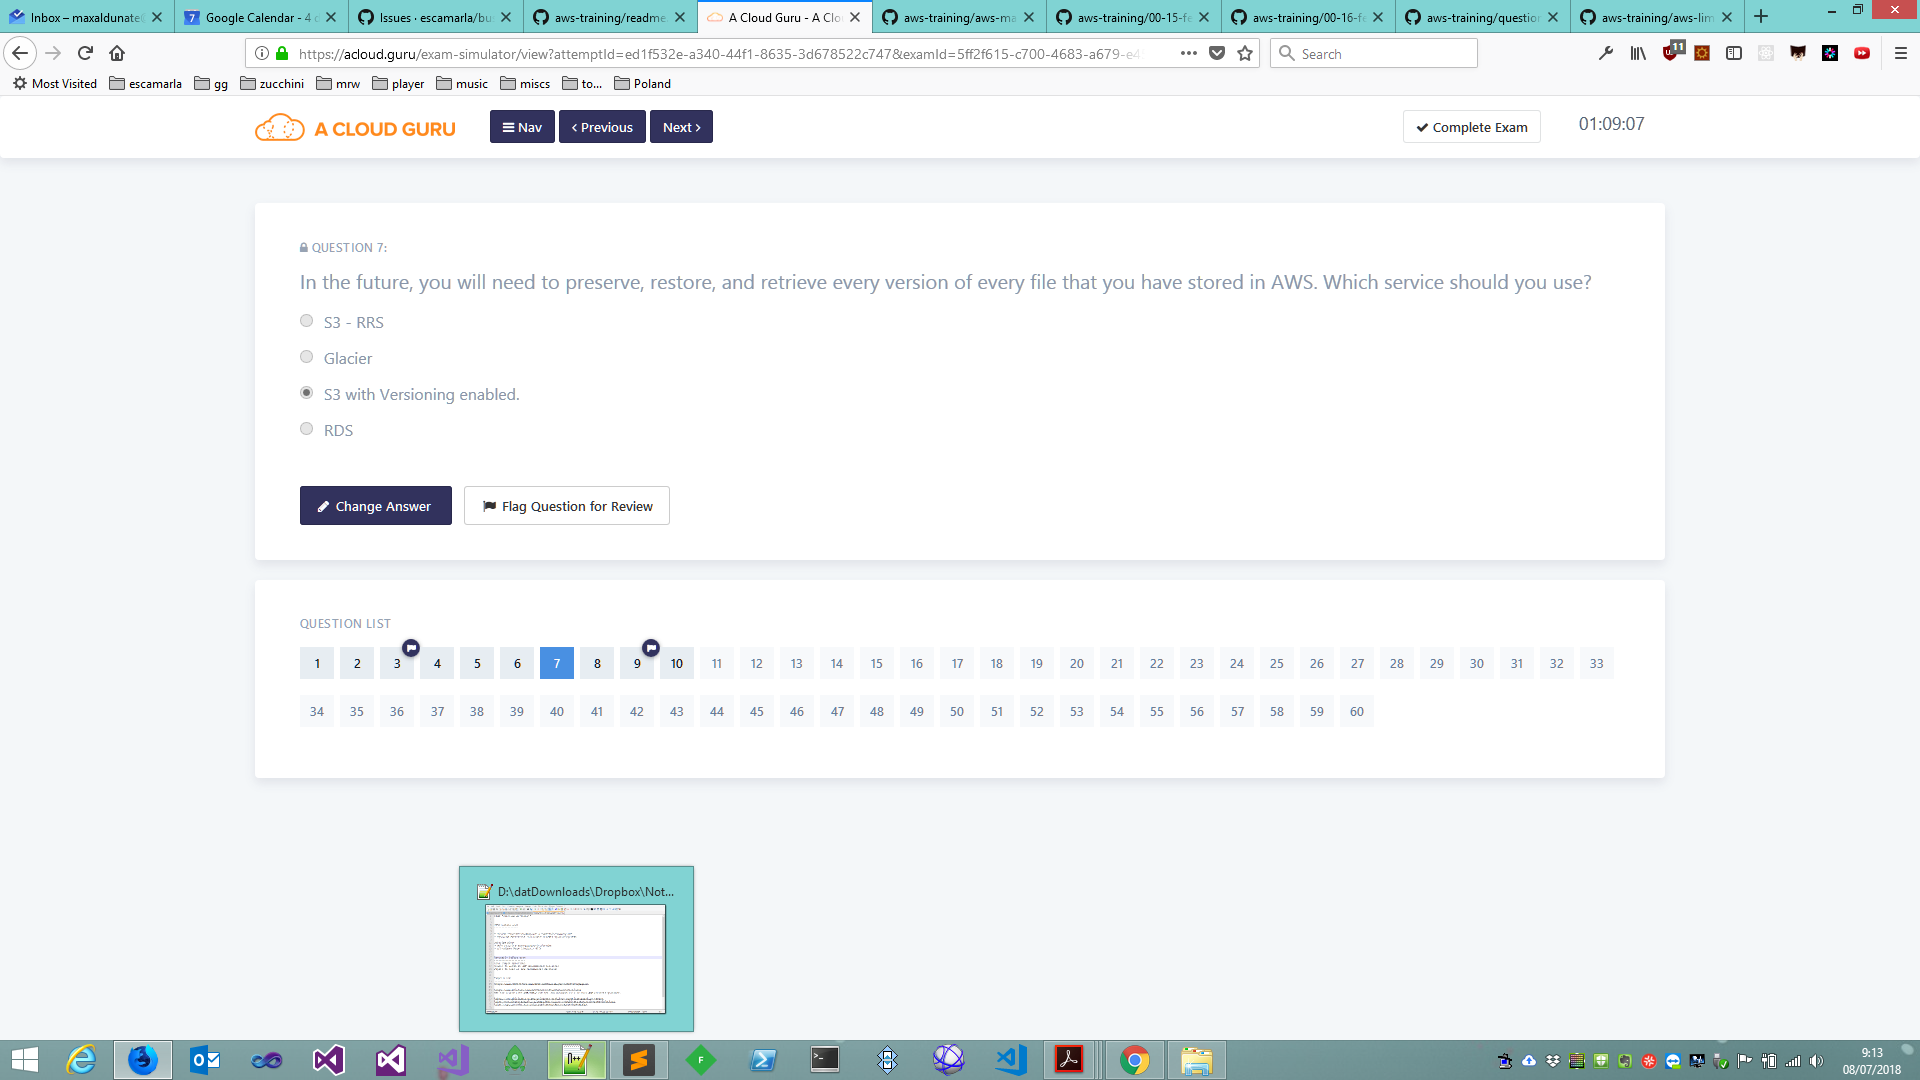 Inbox – maxaldunate
Google Calendar - 4 d
Issues · escamarla/bu
aws-training/readme.
A Cloud Guru - A Clo
aws-training/aws-ma
aws-training/00-15-fe
aws-training/00-16-fe
aws-training/question
aws-training/aws-lim
https://acloud.guru/exam-simulator/view?attemptId=ed1f532e-a340-44f1-8635-3d678522c747&examId=5ff2f615-c700-4683-a679-e4
Search
11
Most Visited escamarla gg zucchini mrw player music miscs to... Poland
A CLOUD GURU
Nav
Previous
Next
Complete Exam
01:09:07
QUESTION 7:
In the future, you will need to preserve, restore, and retrieve every version of every file that you have stored in AWS. Which service should you use?
S3 - RRS
Glacier
S3 with Versioning enabled.
RDS
Change Answer
Flag Question for Review
QUESTION LIST
1 2 3 4 5 6 7 8 9 10 11 12 13 14 15 16 17 18 19 20 21 22 23 24 25 26 27 28 29 30 31 32 33
34 35 36 37 38 39 40 41 42 43 44 45 46 47 48 49 50 51 52 53 54 55 56 57 58 59 60
D:\datDownloads\Dropbox\Not...
9:13
08/07/2018